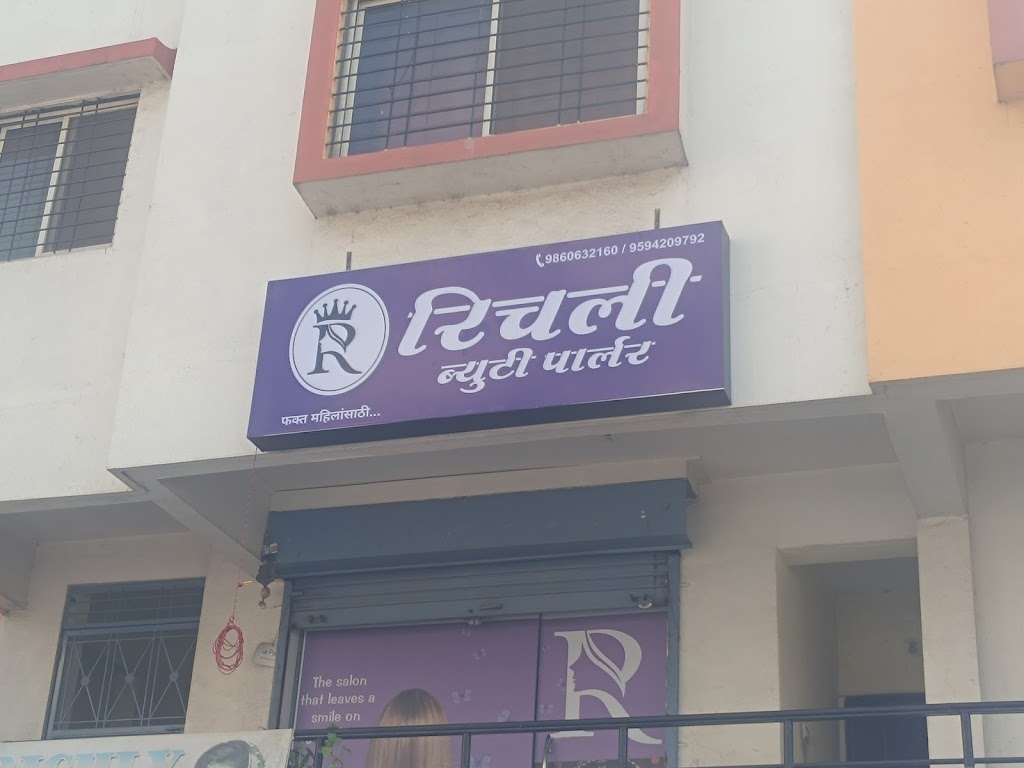 9860632160 / 9594209792
R
रिचली
ब्युटी पार्लर
फक्त महिलांसाठी...
The salon
that leaves a
smile on
R